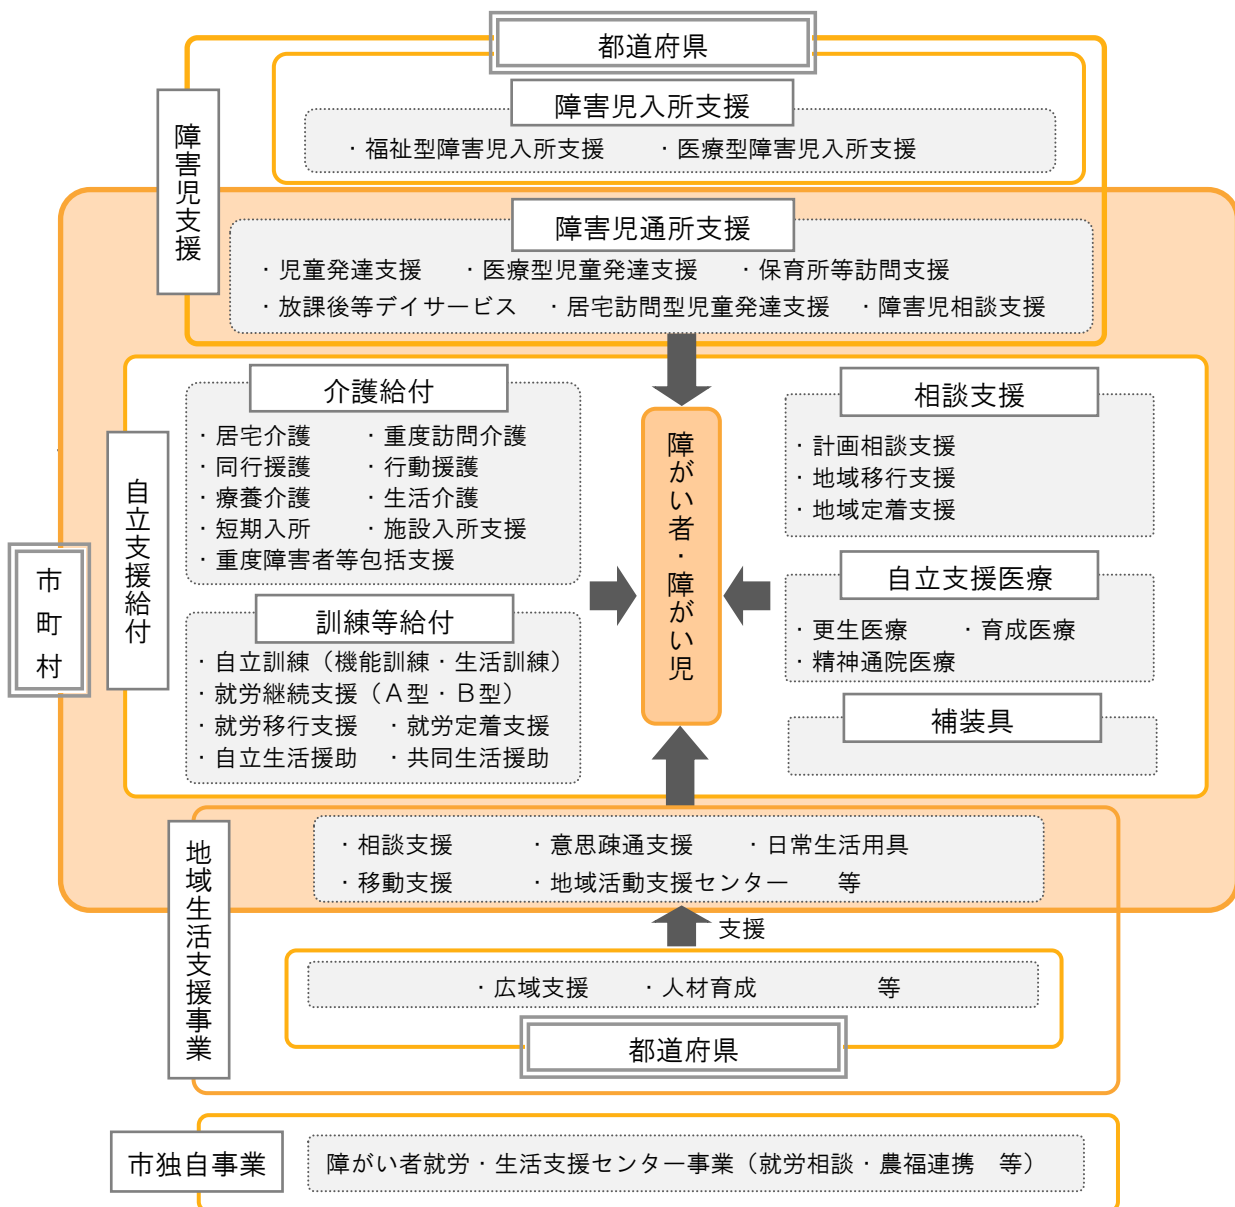 都道府県
障害児支援
障害児入所支援
・福祉型障害児入所支援　・医療型障害児入所支援
障害児通所支援
・児童発達支援　・医療型児童発達支援　・保育所等訪問支援
・放課後等デイサービス　・居宅訪問型児童発達支援　・障害児相談支援
市町村
自立支援給付
介護給付
・居宅介護　・重度訪問介護
・同行援護　・行動援護
・療養介護　・生活介護
・短期入所　・施設入所支援
・重度障害者等包括支援
訓練等給付
・自立訓練（機能訓練・生活訓練）
・就労継続支援（Ａ型・Ｂ型）
・就労移行支援　・就労定着支援
・自立生活援助　・共同生活援助
障がい者・障がい児
相談支援
・計画相談支援
・地域移行支援
・地域定着支援
自立支援医療
・更生医療　・育成医療
・精神通院医療
補装具
地域生活支援事業
・相談支援　・意思疎通支援　・日常生活用具
・移動支援　・地域活動支援センター　等
支援
・広域支援　・人材育成　等
都道府県
市独自事業
障がい者就労・生活支援センター事業（就労相談・農福連携　等）